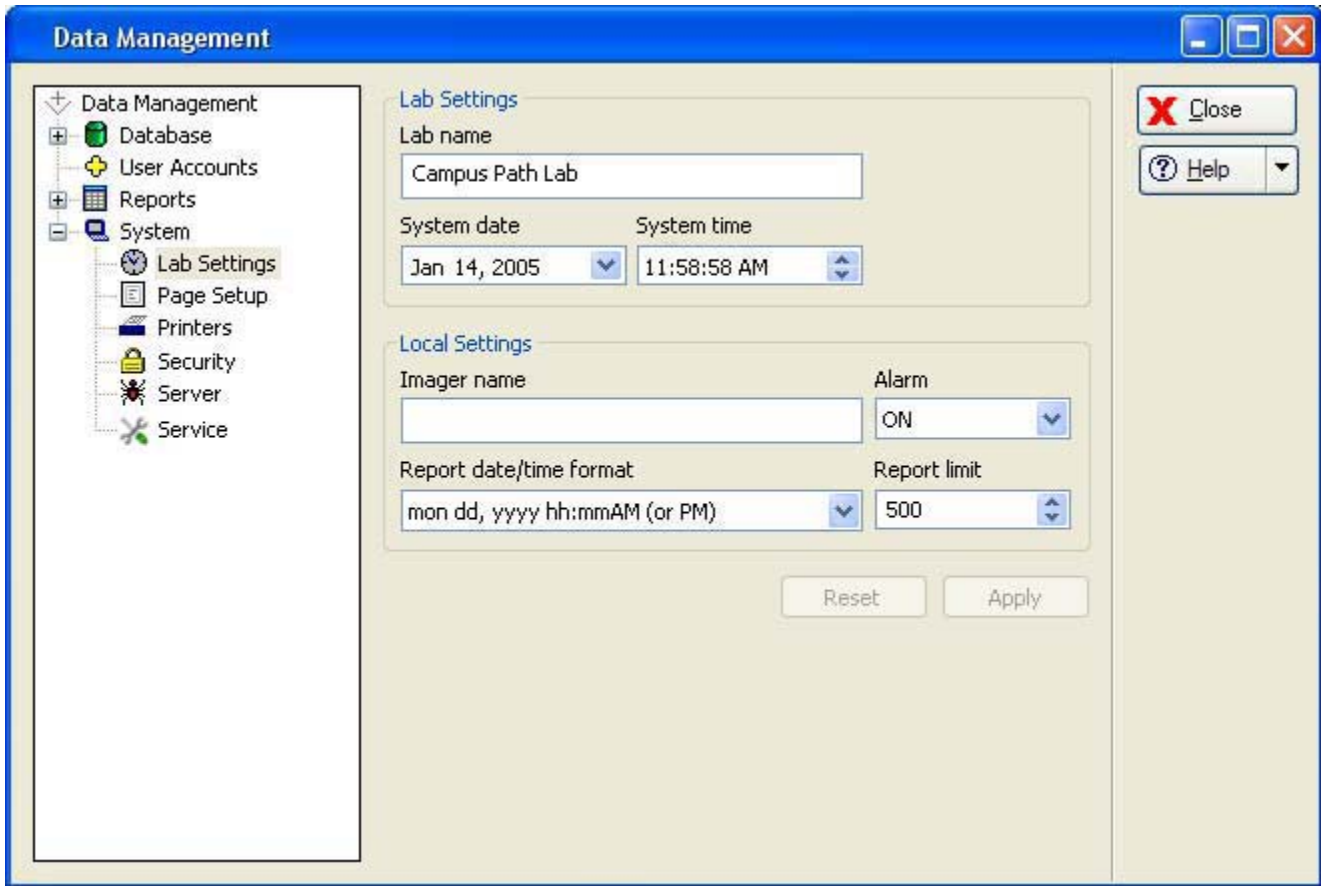 Data Management
Data Management
Database
User Accounts
Reports
System
Lab Settings
Page Setup
Printers
Security
Server
Service
Lab Settings
Lab name
Campus Path Lab
System date System time
Jan 14, 2005 11:58:58 AM
Local Settings
Imager name Alarm
ON
Report date/time format Report limit
mon dd, yyyy hh:mmAM (or PM) 500
Reset Apply
Close
Help